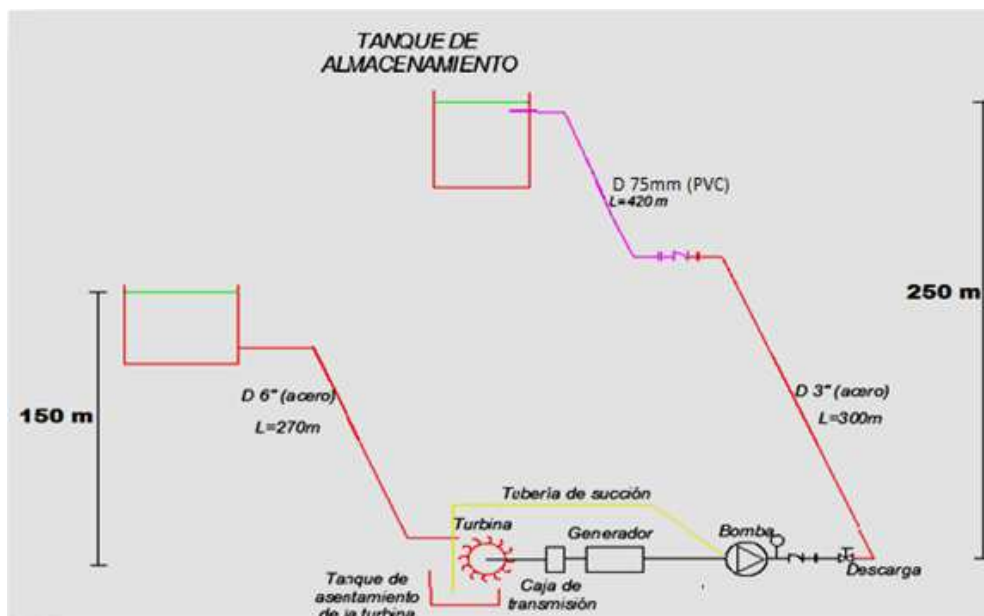 TANQUE DE
ALMACENAMIENTO
D 75mm (PVC)
L=420 m
250 m
150 m
D 6" (acero)
L=270m
D 3" (acero)
L=300m
Tubería de succión
Turbina
Generador
Bomba
Descarga
Tanque de
asentamiento
de la turbina
Caja de
transmisión